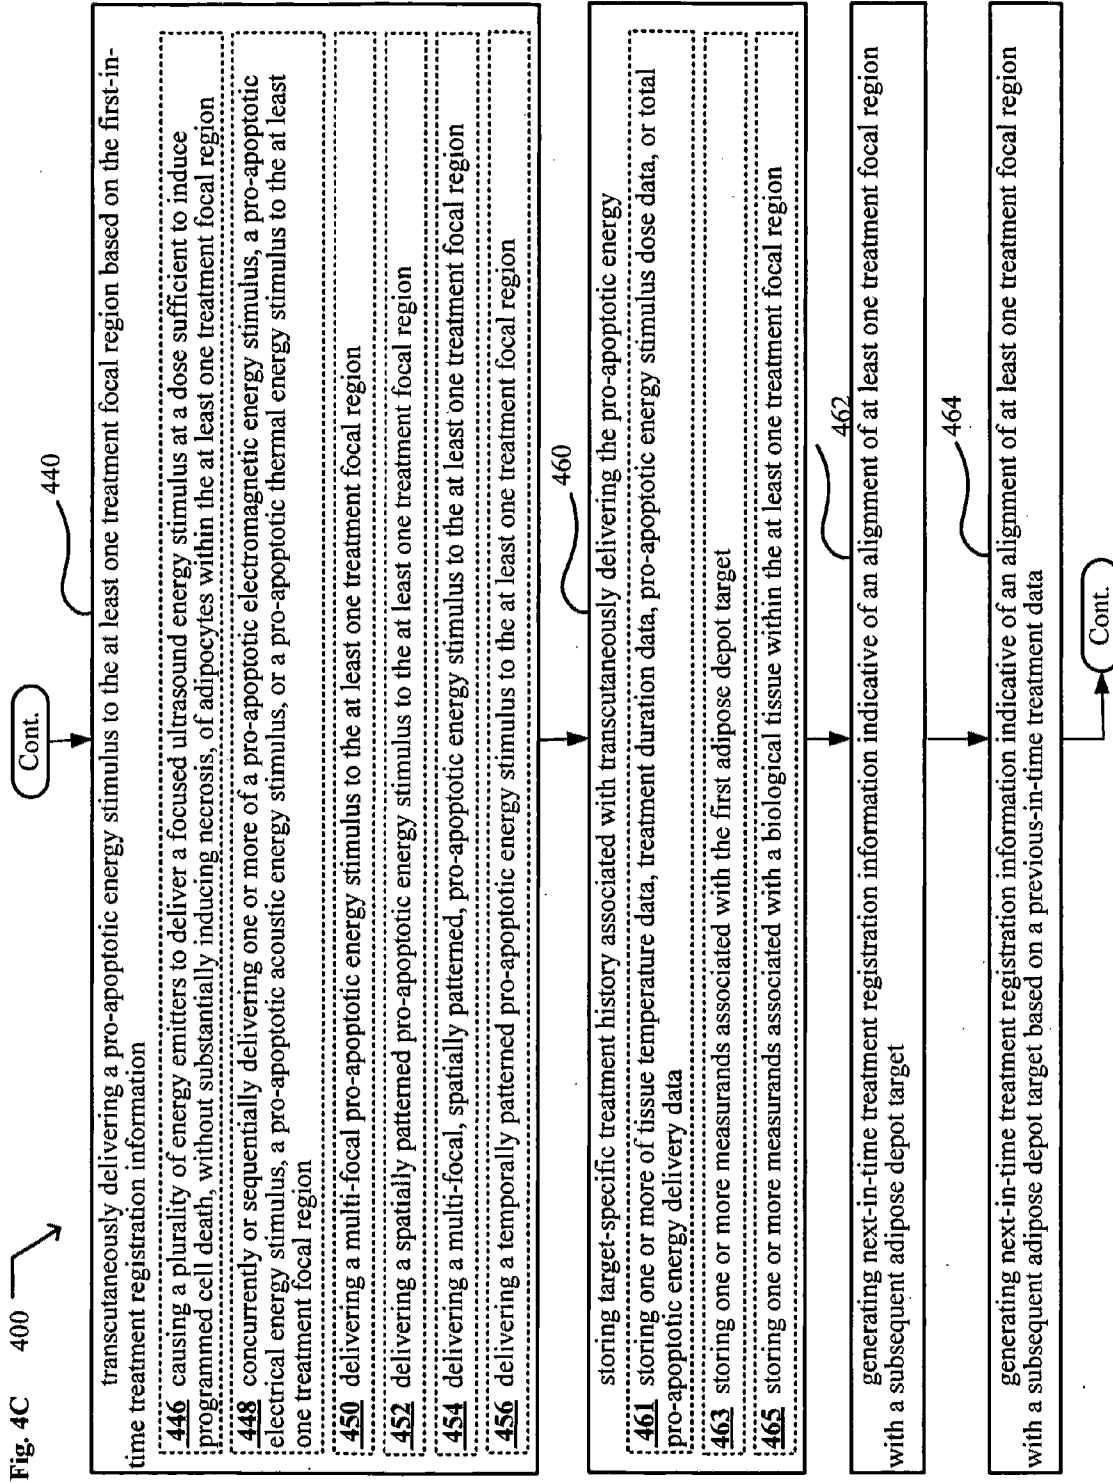 Fig. 4C 400
Cont.
440
transcutaneously delivering a pro-apoptotic energy stimulus to the at least one treatment focal region based on the first-in-
time treatment registration information
446 causing a plurality of energy emitters to deliver a focused ultrasound energy stimulus at a dose sufficient to induce
programmed cell death, without substantially inducing necrosis, of adipocytes within the at least one treatment focal region
448 concurrently or sequentially delivering one or more of a pro-apoptotic electromagnetic energy stimulus, a pro-apoptotic
electrical energy stimulus, a pro-apoptotic acoustic energy stimulus, or a pro-apoptotic thermal energy stimulus to the at least
one treatment focal region
450 delivering a multi-focal pro-apoptotic energy stimulus to the at least one treatment focal region
452 delivering a spatially patterned pro-apoptotic energy stimulus to the at least one treatment focal region
454 delivering a multi-focal, spatially patterned, pro-apoptotic energy stimulus to the at least one treatment focal region
456 delivering a temporally patterned pro-apoptotic energy stimulus to the at least one treatment focal region
460
storing target-specific treatment history associated with transcutaneously delivering the pro-apoptotic energy
461 storing one or more of tissue temperature data, treatment duration data, pro-apoptotic energy stimulus dose data, or total
pro-apoptotic energy delivery data
463 storing one or more measurands associated with the first adipose depot target
465 storing one or more measurands associated with a biological tissue within the at least one treatment focal region
462
generating next-in-time treatment registration information indicative of an alignment of at least one treatment focal region
with a subsequent adipose depot target
464
generating next-in-time treatment registration information indicative of an alignment of at least one treatment focal region
with a subsequent adipose depot target based on a previous-in-time treatment data
Cont.